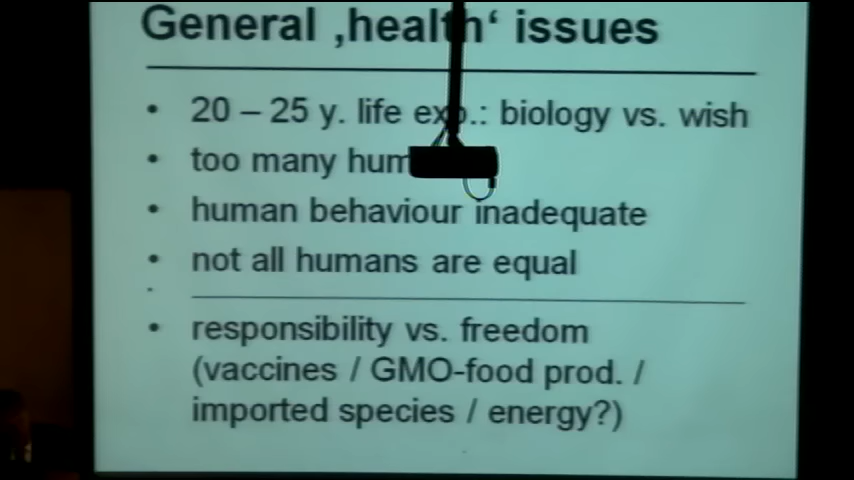 General ‚health‘ issues
• 20 – 25 y. life exp.: biology vs. wish
• too many hum
• human behaviour inadequate
• not all humans are equal
• responsibility vs. freedom
(vaccines / GMO-food prod. /
imported species / energy?)